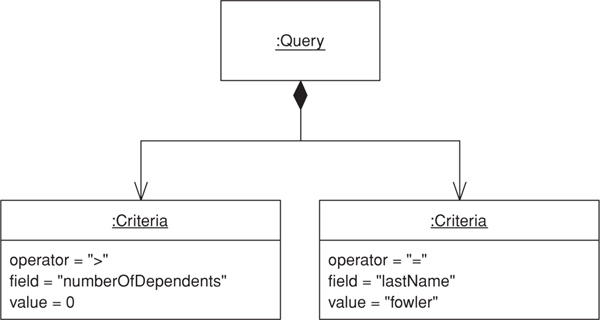 :Query
:Criteria
operator = ">"
field = "numberOfDependents"
value = 0
:Criteria
operator = "="
field = "lastName"
value = "fowler"